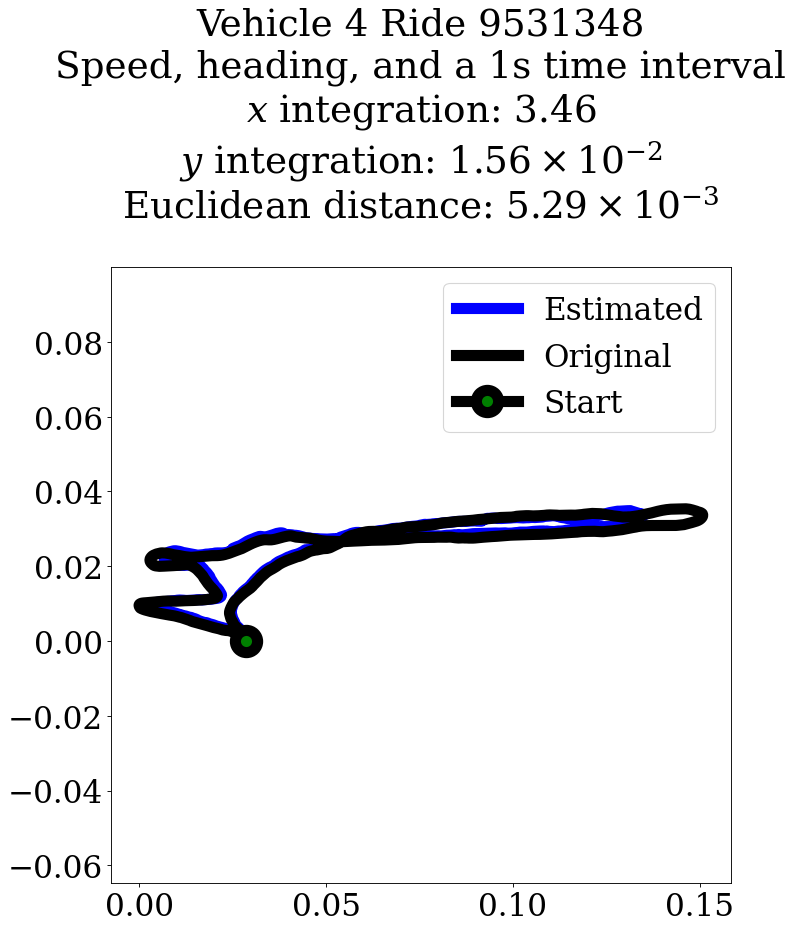 Vehicle 4 Ride 9531348
Speed, heading, and a 1s time interval
x integration: 3.46
y integration: 1.56 × 10⁻²
Euclidean distance: 5.29 × 10⁻³
Estimated
Original
Start
0.08
0.06
0.04
0.02
0.00
−0.02
−0.04
−0.06
0.00 0.05 0.10 0.15